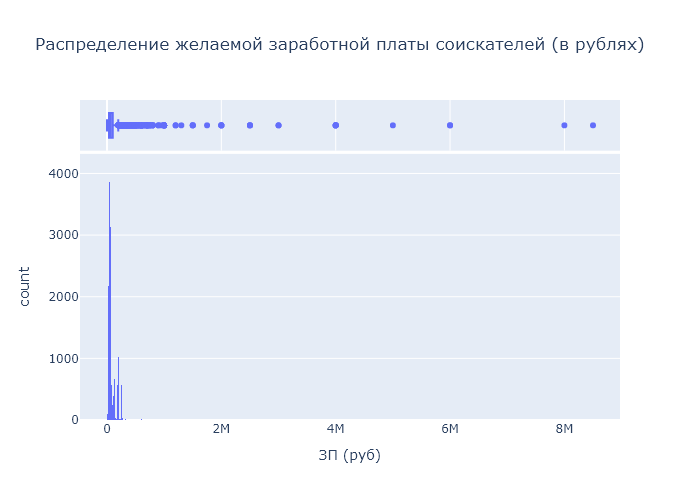 Распределение желаемой заработной платы соискателей (в рублях)
4000
3000
2000
1000
0
count
0 2M 4M 6M 8M
ЗП (руб)